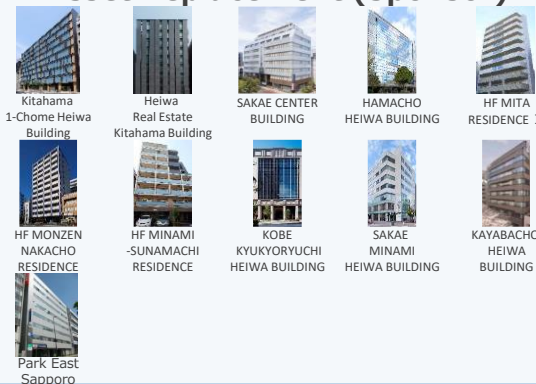 Kitahama
1-Chome Heiwa
Building
Heiwa
Real Estate
Kitahama Building
SAKAE CENTER
BUILDING
HAMACHO
HEIWA BUILDING
HF MITA
RESIDENCE
HF MONZEN
NAKACHO
RESIDENCE
HF MINAMI
-SUNAMACHI
RESIDENCE
KOBE
KYUKYORYUCHI
HEIWA BUILDING
SAKAE
MINAMI
HEIWA BUILDING
KAYABACHO
HEIWA
BUILDING
Park East
Sapporo